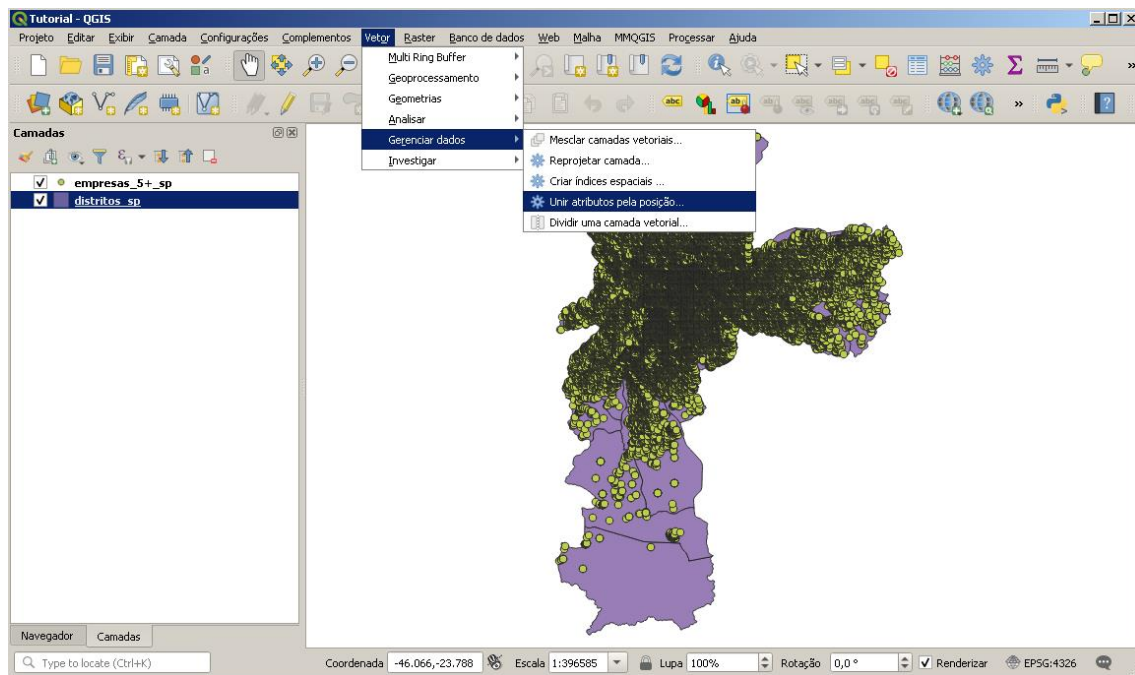 Tutorial - QGIS
Projeto Editar Exibir Camada Configurações Complementos Vetor Raster Banco de dados Web Malha MMQGIS Processar Ajuda
Multi Ring Buffer
Geoprocessamento
Geometrias
Analisar
Gerenciar dados
Investigar
Mesclar camadas vetoriais...
Reprojetar camada...
Criar índices espaciais ...
Unir atributos pela posição...
Dividir uma camada vetorial...
abc abc
Camadas
empresas_5+_sp
distritos_sp
Navegador Camadas
Type to locate (Ctrl+K)
Coordenada -46.066,-23.788 Escala 1:396585 Lupa 100% Rotação 0,0 ° Renderizar EPSG:4326